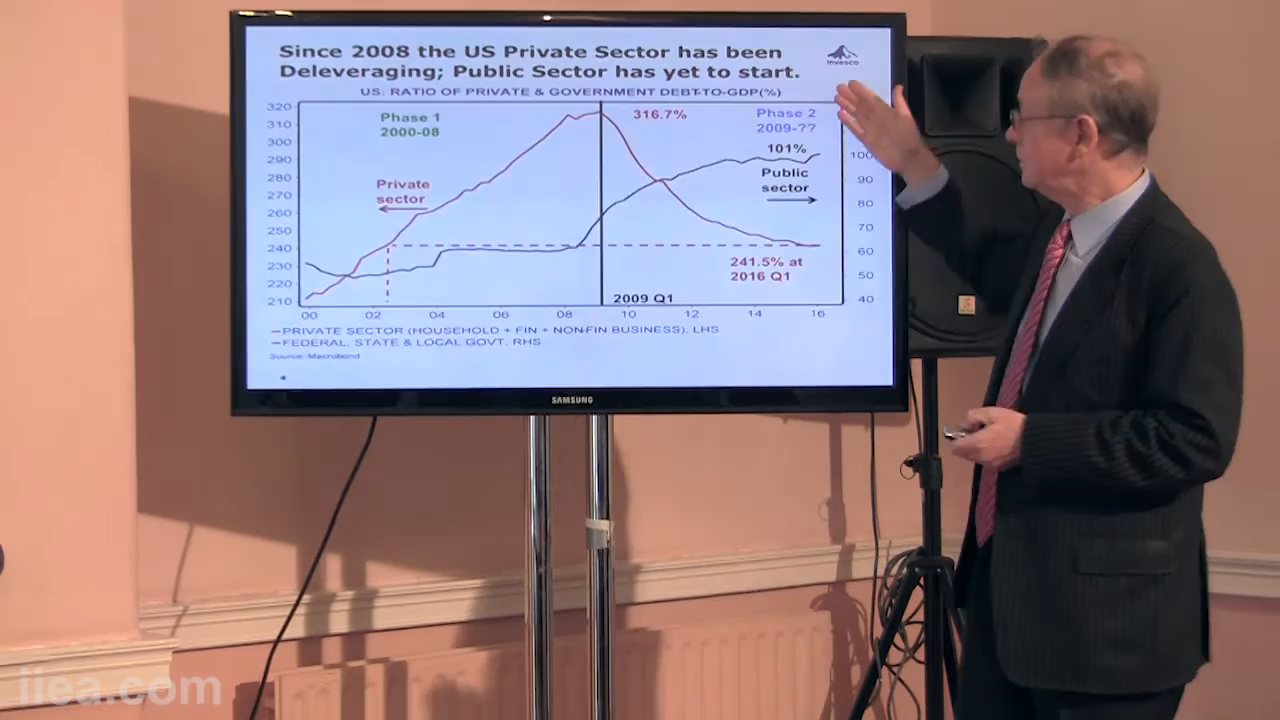 Since 2008 the US Private Sector has been
Deleveraging; Public Sector has yet to start.
Invesco
US: RATIO OF PRIVATE & GOVERNMENT DEBT-TO-GDP(%)
320
310
300
290
280
270
260
250
240
230
220
210
Phase 1
2000-08
316.7%
Phase 2
2009-??
101%
Private
sector
Public
sector
241.5% at
2016 Q1
2009 Q1
100
90
80
70
60
50
40
00 02 04 06 08 10 12 14 16
PRIVATE SECTOR (HOUSEHOLD + FIN + NON-FIN BUSINESS), LHS
FEDERAL, STATE & LOCAL GOVT, RHS
Source: Macrobond
SAMSUNG
iiea.com